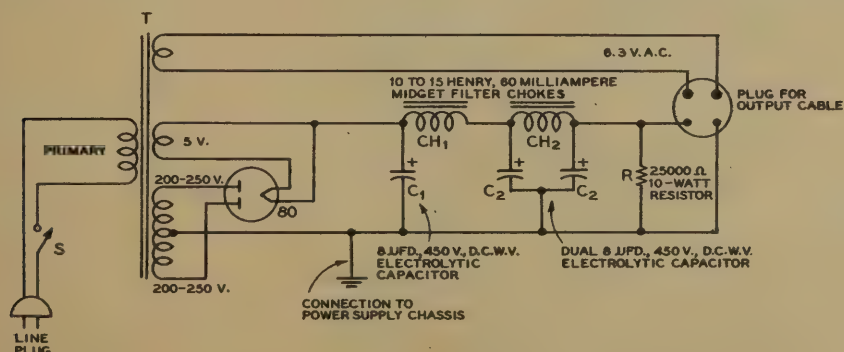 T
6.3 V.A.C.
10 TO 15 HENRY, 60 MILLIAMPERE
MIDGET FILTER CHOKES
PLUG FOR
OUTPUT CABLE
PRIMARY
5 V.
CH1
CH2
200-250 V.
80
+
C1
+
C2
+
C2
R
25000 Ω
10-WATT
RESISTOR
S
8 µFD., 450 V., D.C.W.V.
ELECTROLYTIC
CAPACITOR
DUAL 8 µFD., 450 V., D.C.W.V.
ELECTROLYTIC CAPACITOR
200-250 V.
CONNECTION TO
POWER SUPPLY CHASSIS
LINE
PLUG